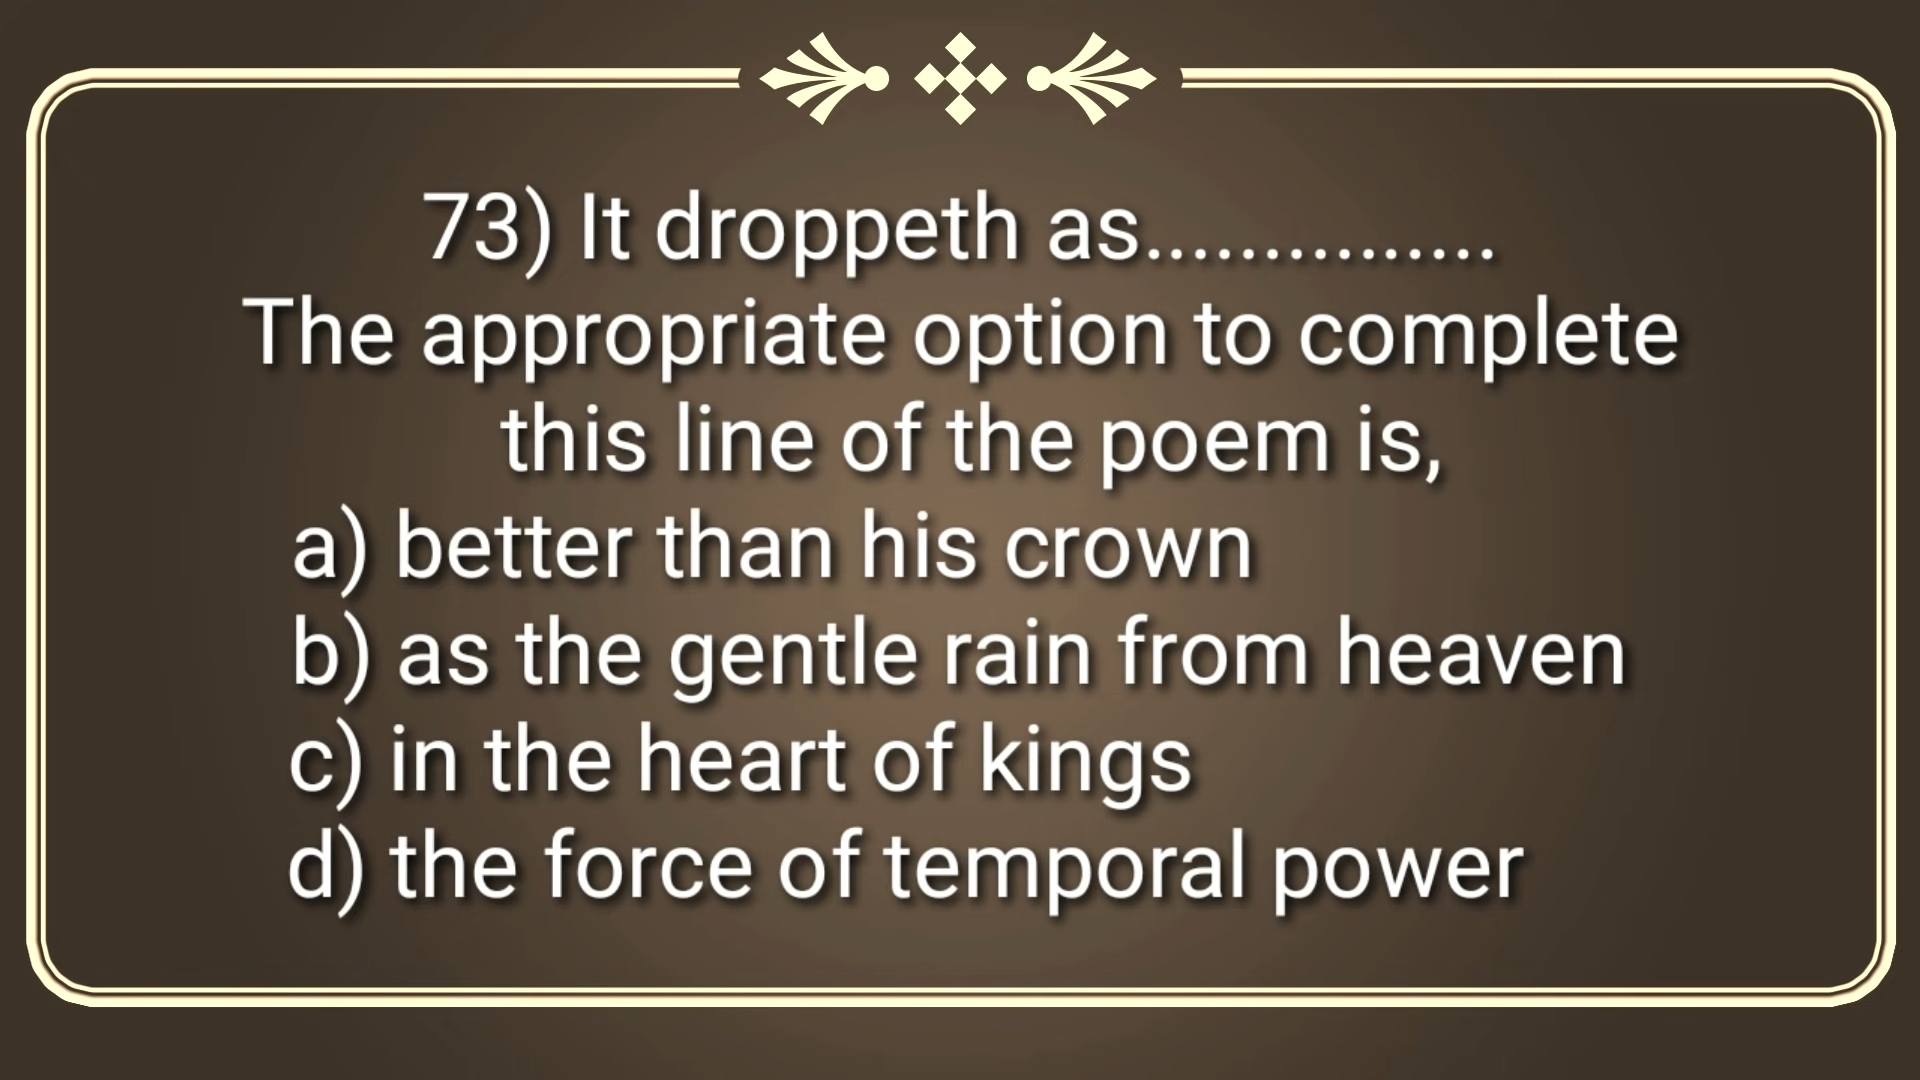 73) It droppeth as...............
The appropriate option to complete
this line of the poem is,
a) better than his crown
b) as the gentle rain from heaven
c) in the heart of kings
d) the force of temporal power